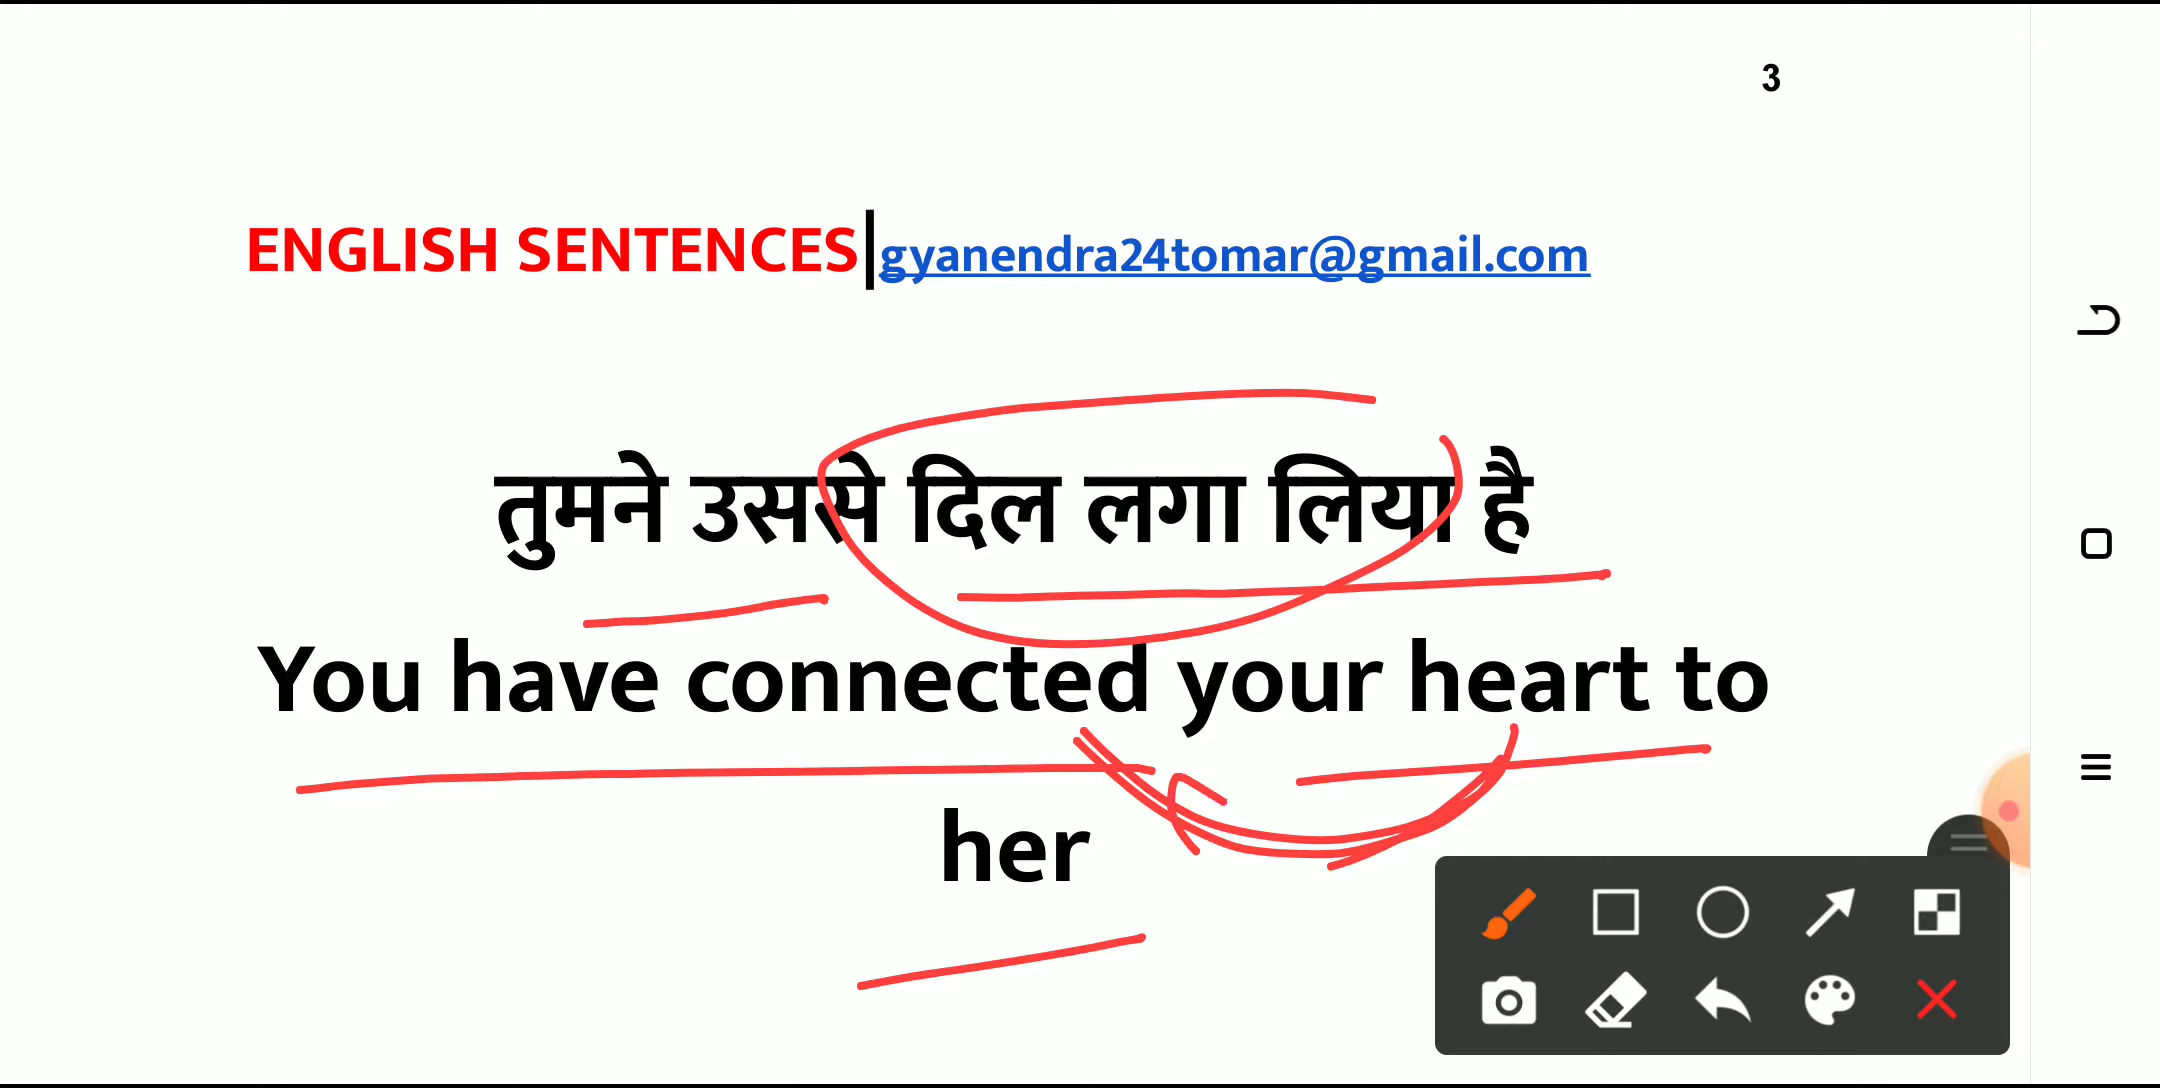 3
ENGLISH SENTENCES|gyanendra24tomar@gmail.com
तुमने उससे दिल लगा लिया है
You have connected your heart to
her